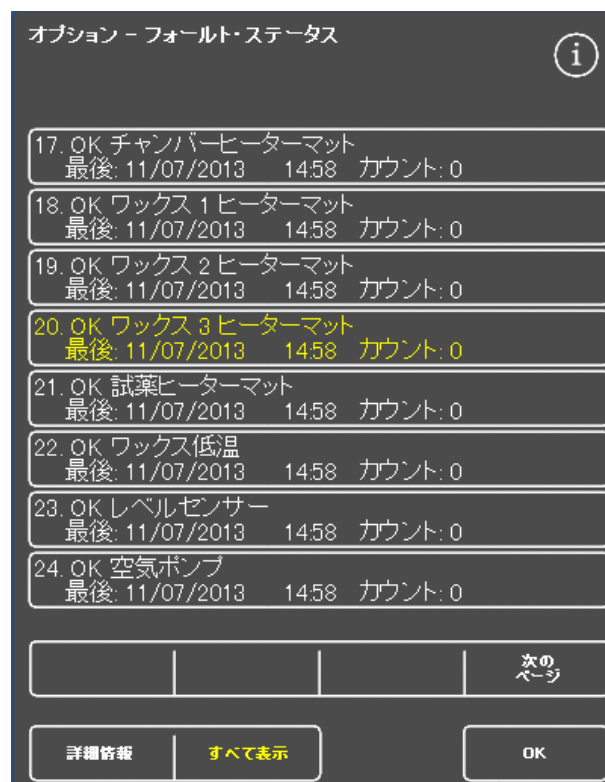 オプション − フォールト・ステータス
i
17. OK チャンバーヒーターマット
最後: 11/07/2013 14:58 カウント: 0
18. OK ワックス 1 ヒーターマット
最後: 11/07/2013 14:58 カウント: 0
19. OK ワックス 2 ヒーターマット
最後: 11/07/2013 14:58 カウント: 0
20. OK ワックス 3 ヒーターマット
最後: 11/07/2013 14:58 カウント: 0
21. OK 試薬ヒーターマット
最後: 11/07/2013 14:58 カウント: 0
22. OK ワックス低温
最後: 11/07/2013 14:58 カウント: 0
23. OK レベルセンサー
最後: 11/07/2013 14:58 カウント: 0
24. OK 空気ポンプ
最後: 11/07/2013 14:58 カウント: 0
次の
ページ
詳細情報 すべて表示 OK